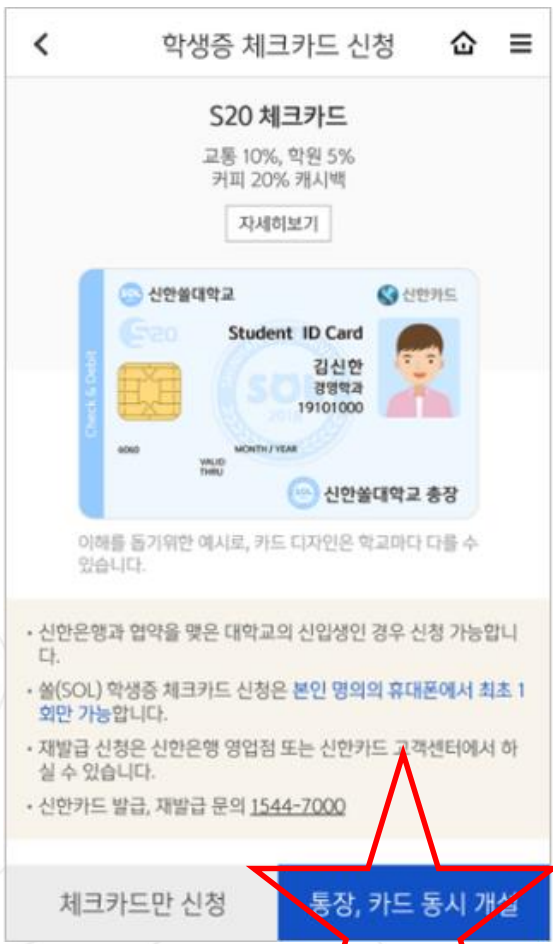 학생증 체크카드 신청
S20 체크카드
교통 10%, 학원 5%
커피 20% 캐시백
자세히보기
Check & Debit
SOL 신한쏠대학교
신한카드
S20
Student ID Card
김신한
경영학과
19101000
SOL
2018
MONTH / YEAR
VALID
THRU
SOL 신한쏠대학교 총장
이해를 돕기위한 예시로, 카드 디자인은 학교마다 다를 수
있습니다.
• 신한은행과 협약을 맺은 대학교의 신입생인 경우 신청 가능합니
다.
• 쏠(SOL) 학생증 체크카드 신청은 본인 명의의 휴대폰에서 최초 1
회만 가능합니다.
• 재발급 신청은 신한은행 영업점 또는 신한카드 고객센터에서 하
실 수 있습니다.
• 신한카드 발급, 재발급 문의 1544-7000
체크카드만 신청
통장, 카드 동시 개설